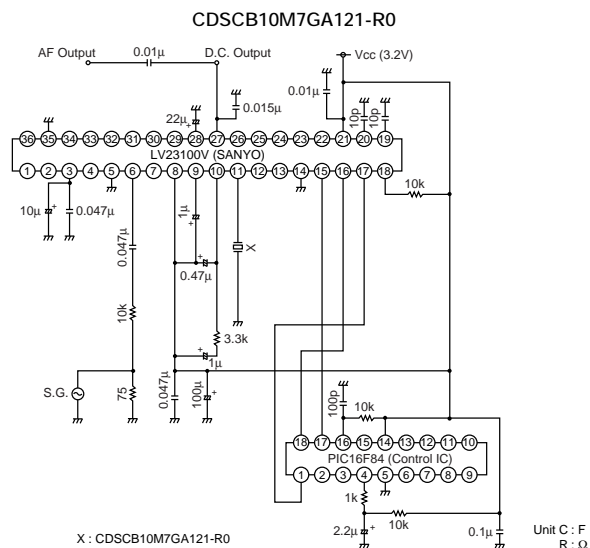 CDSCB10M7GA121-R0
AF Output
0.01μ
D.C. Output
Vcc (3.2V)
0.01μ
22μ
+
0.015μ
10p
10p
36 35 34 33 32 31 30 29 28 27 26 25 24 23 22 21 20 19
LV23100V (SANYO)
1 2 3 4 5 6 7 8 9 10 11 12 13 14 15 16 17 18
10k
10μ
+
0.047μ
0.047μ
1μ
+
X
+
0.47μ
10k
3.3k
+
1μ
S.G.
75
0.047μ
100μ
+
100p
10k
18 17 16 15 14 13 12 11 10
PIC16F84 (Control IC)
1 2 3 4 5 6 7 8 9
1k
10k
2.2μ
+
0.1μ
X : CDSCB10M7GA121-R0
Unit C : F
R : Ω